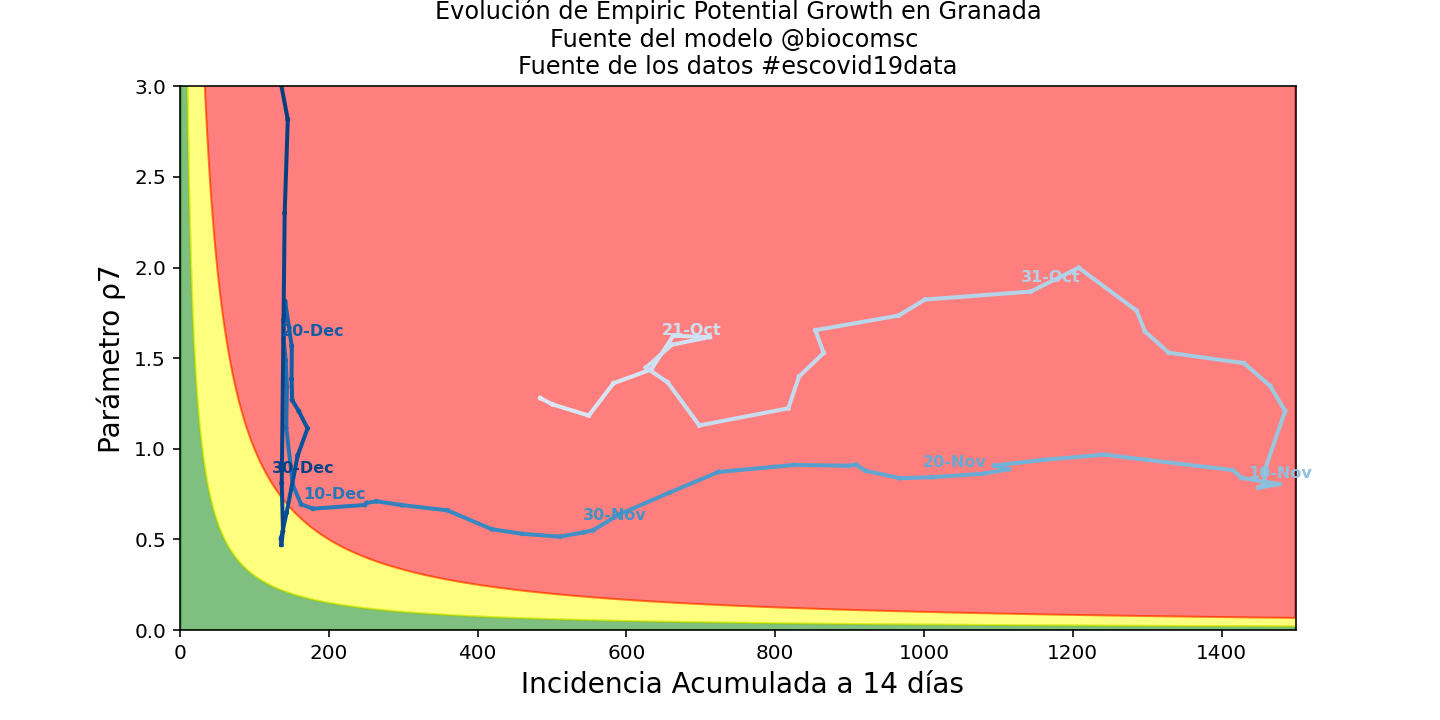 Evolución de Empiric Potential Growth en Granada
Fuente del modelo @biocomsc
Fuente de los datos #escovid19data
3.0
2.5
2.0
1.5
1.0
0.5
0.0
Parámetro ρ7
31-Oct
21-Oct
20-Dec
30-Dec
10-Dec
20-Nov
10-Nov
30-Nov
0 200 400 600 800 1000 1200 1400
Incidencia Acumulada a 14 días